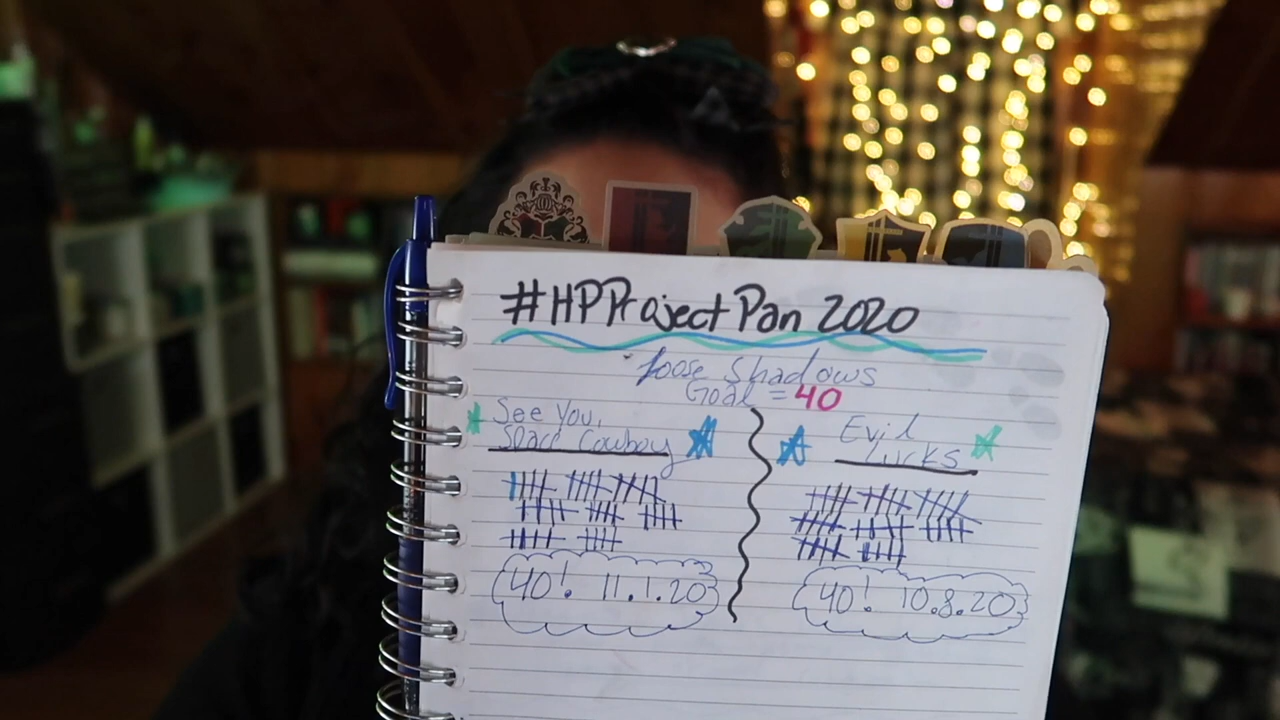 #HPProjectPan 2020
Loose Shadows
Goal = 40
See You,
Space Cowboy
Evil
Lurks
40! 11.1.20
40! 10.8.20